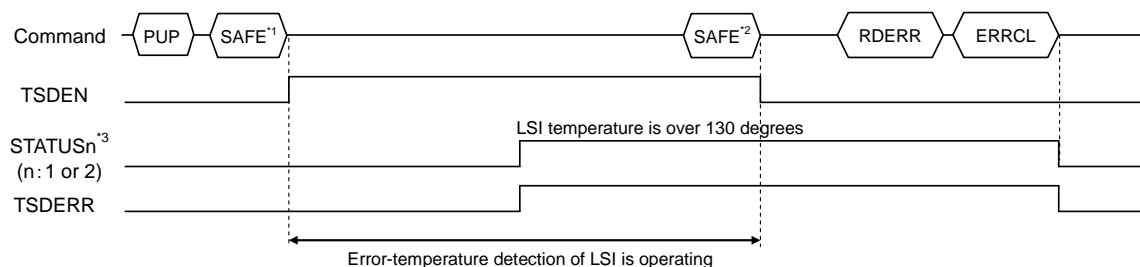 Command PUP SAFE*1 SAFE*2 RDERR ERRCL
TSDEN
LSI temperature is over 130 degrees
STATUSn*3
(n:1 or 2)
TSDERR
Error-temperature detection of LSI is operating